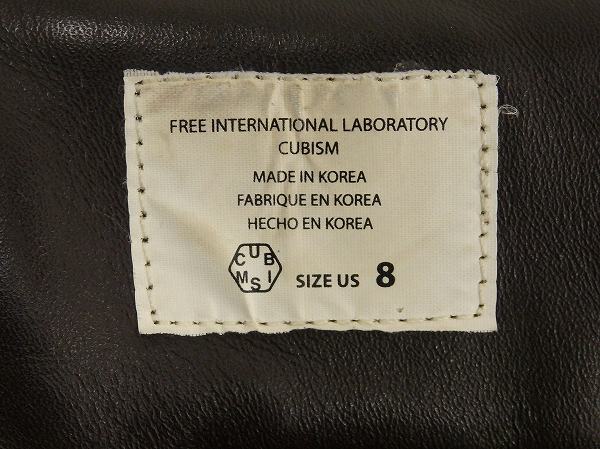 FREE INTERNATIONAL LABORATORY
CUBISM
MADE IN KOREA
FABRIQUE EN KOREA
HECHO EN KOREA
CUBISM
SIZE US 8